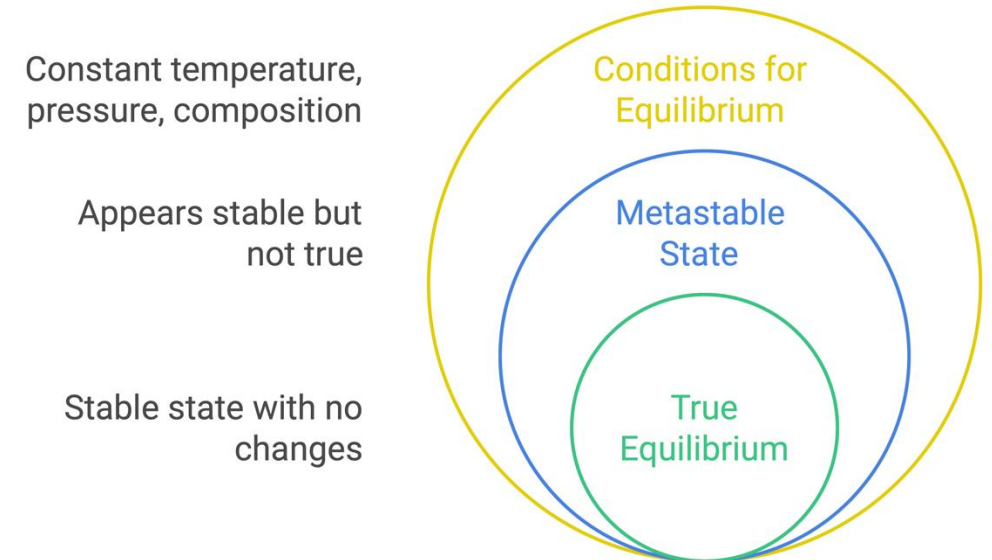 Constant temperature,
pressure, composition
Conditions for
Equilibrium
Appears stable but
not true
Metastable
State
Stable state with no
changes
True
Equilibrium